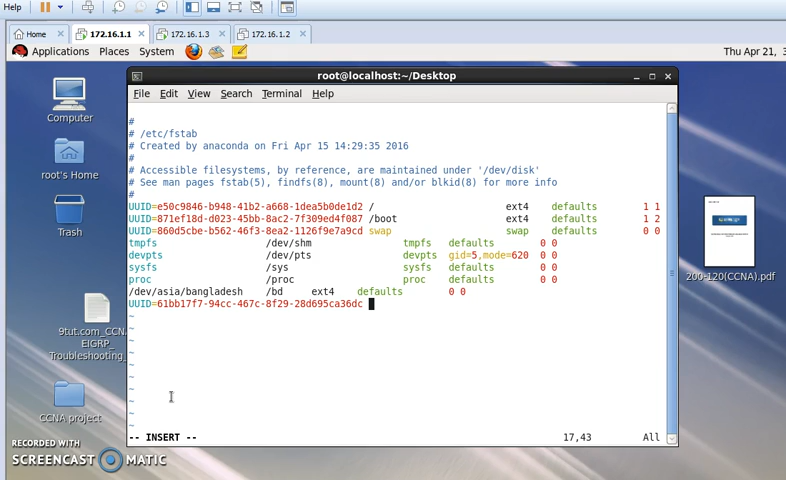 Help
Home
172.16.1.1
172.16.1.3
172.16.1.2
Applications Places System
Thu Apr 21, 3
root@localhost:~/Desktop
File Edit View Search Terminal Help
#
# /etc/fstab
# Created by anaconda on Fri Apr 15 14:29:35 2016
#
# Accessible filesystems, by reference, are maintained under '/dev/disk'
# See man pages fstab(5), findfs(8), mount(8) and/or blkid(8) for more info
#
UUID=e50c9846-b948-41b2-a668-1dea5b0de1d2 / ext4 defaults 1 1
UUID=871ef18d-d023-45bb-8ac2-7f309ed4f087 /boot ext4 defaults 1 2
UUID=860d5cbe-b562-46f3-8ea2-1126f9e7a9cd swap swap defaults 0 0
tmpfs /dev/shm tmpfs defaults 0 0
devpts /dev/pts devpts gid=5,mode=620 0 0
sysfs /sys sysfs defaults 0 0
proc /proc proc defaults 0 0
/dev/asia/bangladesh /bd ext4 defaults 0 0
UUID=61bb17f7-94cc-467c-8f29-28d695ca36dc
~
~
~
~
~
~
~
~
~
~
-- INSERT -- 17,43 All
Computer
root's Home
Trash
9tut.com_CCN
EIGRP_
Troubleshooting_
CCNA project
200-120(CCNA).pdf
RECORDED WITH
SCREENCAST MATIC